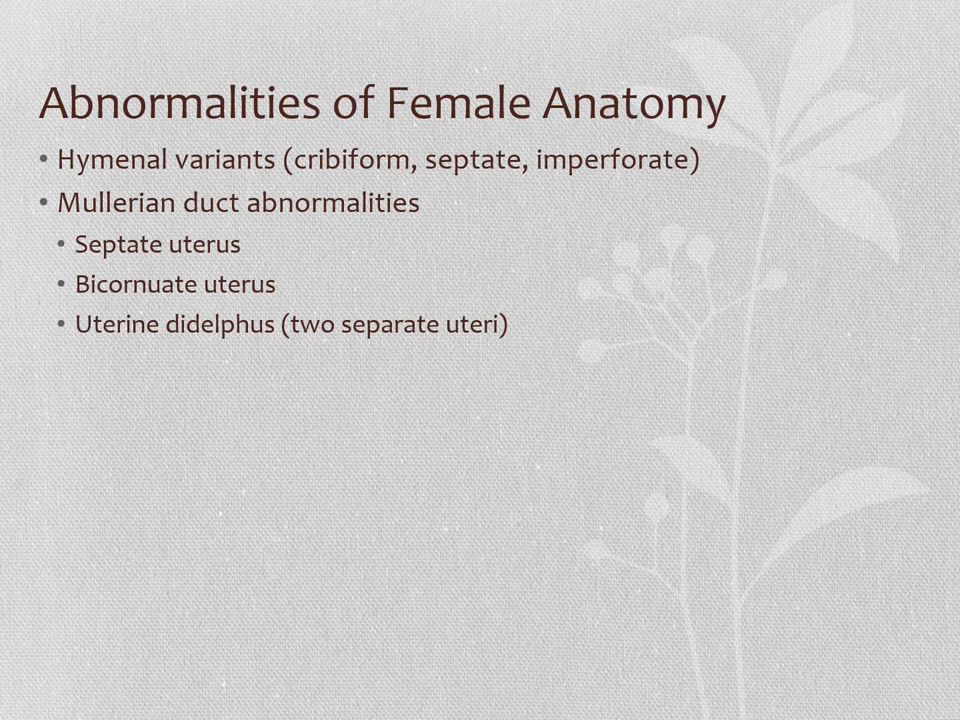 Abnormalities of Female Anatomy
• Hymenal variants (cribiform, septate, imperforate)
• Mullerian duct abnormalities
• Septate uterus
• Bicornuate uterus
• Uterine didelphus (two separate uteri)